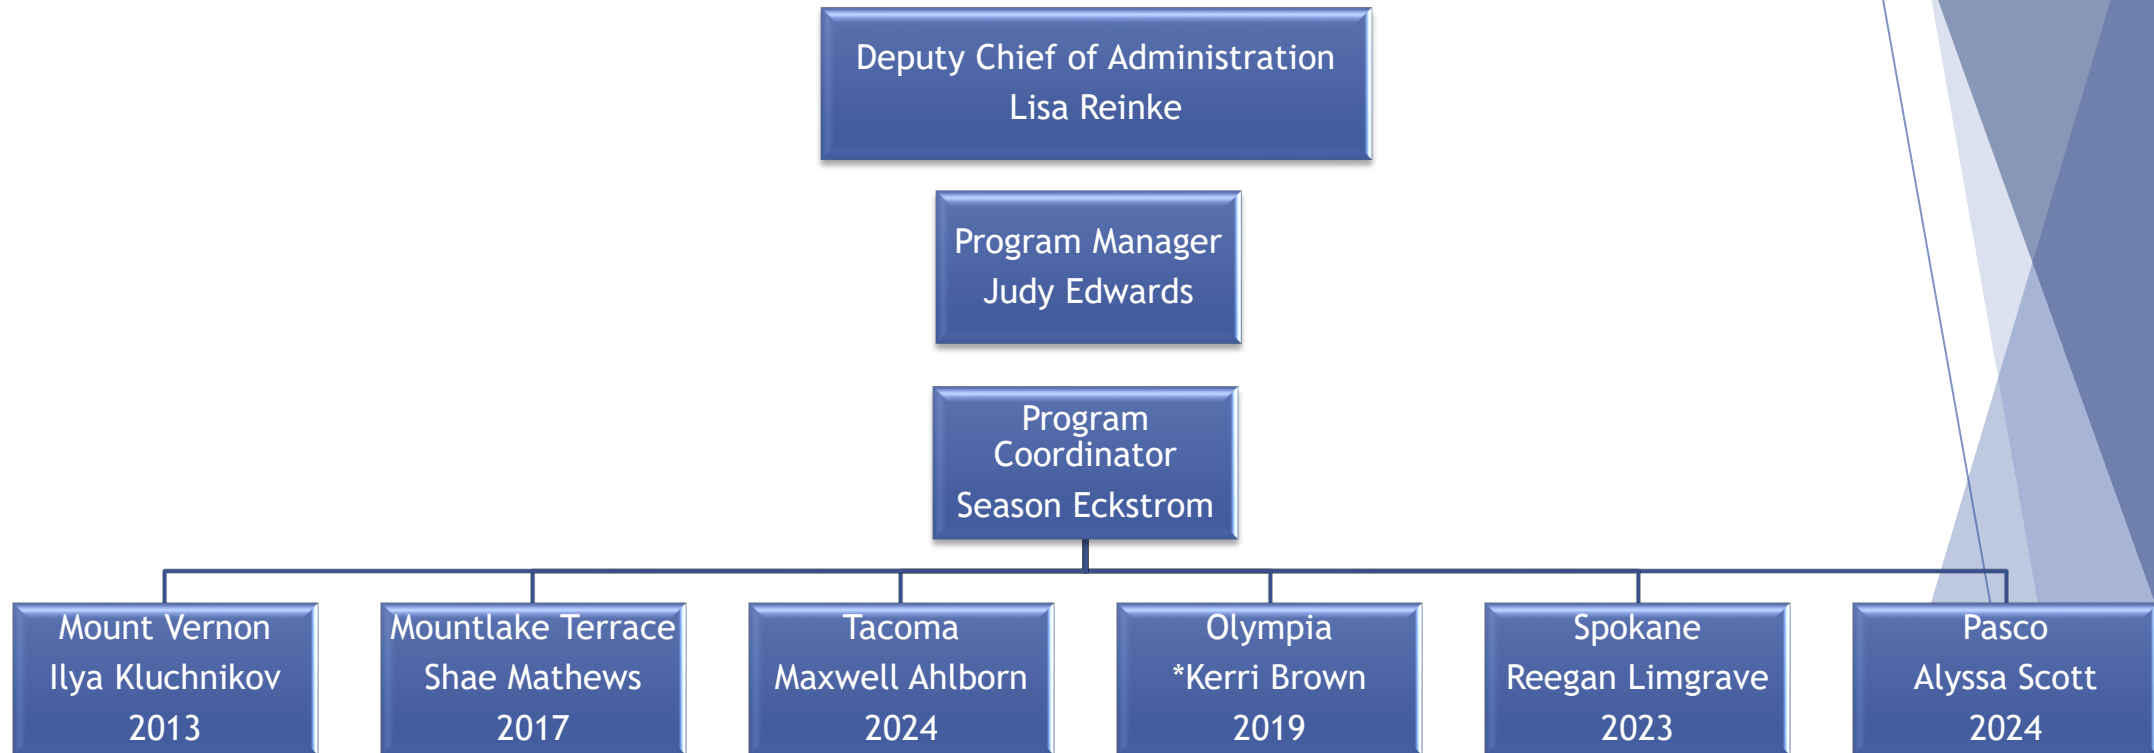 Deputy Chief of Administration
Lisa Reinke
Program Manager
Judy Edwards
Program
Coordinator
Season Eckstrom
Mount Vernon
Ilya Kluchnikov
2013
Mountlake Terrace
Shae Mathews
2017
Tacoma
Maxwell Ahlborn
2024
Olympia
*Kerri Brown
2019
Spokane
Reegan Limgrave
2023
Pasco
Alyssa Scott
2024